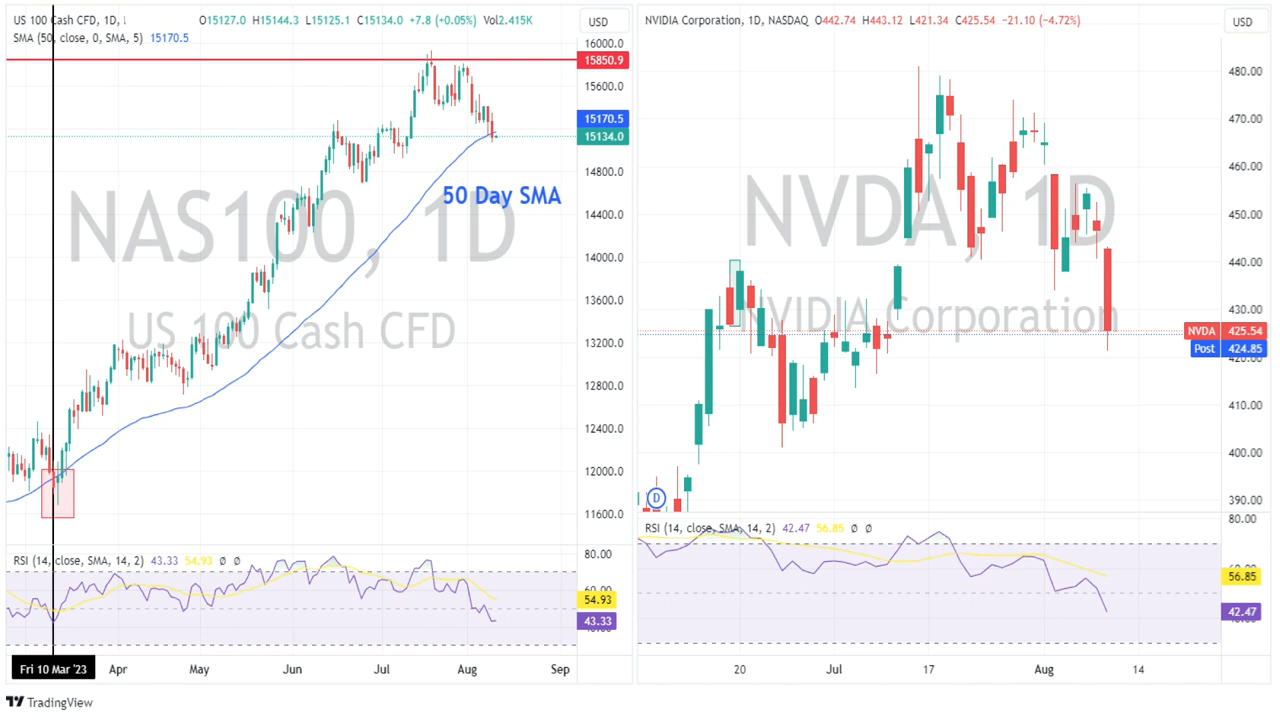 US 100 Cash CFD, 1D, O15127.0 H15144.3 L15125.1 C15134.0 +7.8 (+0.05%) Vol2.415K
SMA (50, close, 0, SMA, 5) 15170.5
USD
16000.0
15850.9
15600.0
15170.5
15134.0
14800.0
14400.0
14000.0
13600.0
13200.0
12800.0
12400.0
12000.0
11600.0
50 Day SMA
NAS100, 1D
US 100 Cash CFD
RSI (14, close, SMA, 14, 2) 43.33 54.93 Ø Ø
80.00
60.00
54.93
43.33
Fri 10 Mar '23 Apr May Jun Jul Aug Sep
NVIDIA Corporation, 1D, NASDAQ O442.74 H443.12 L421.34 C425.54 −21.10 (−4.72%)
USD
480.00
470.00
460.00
450.00
440.00
430.00
NVDA 425.54
Post 424.85
420.00
410.00
400.00
390.00
NVDA, 1D
NVIDIA Corporation
D
RSI (14, close, SMA, 14, 2) 42.47 56.85 Ø Ø
80.00
56.85
42.47
20 Jul 17 Aug 14
TradingView